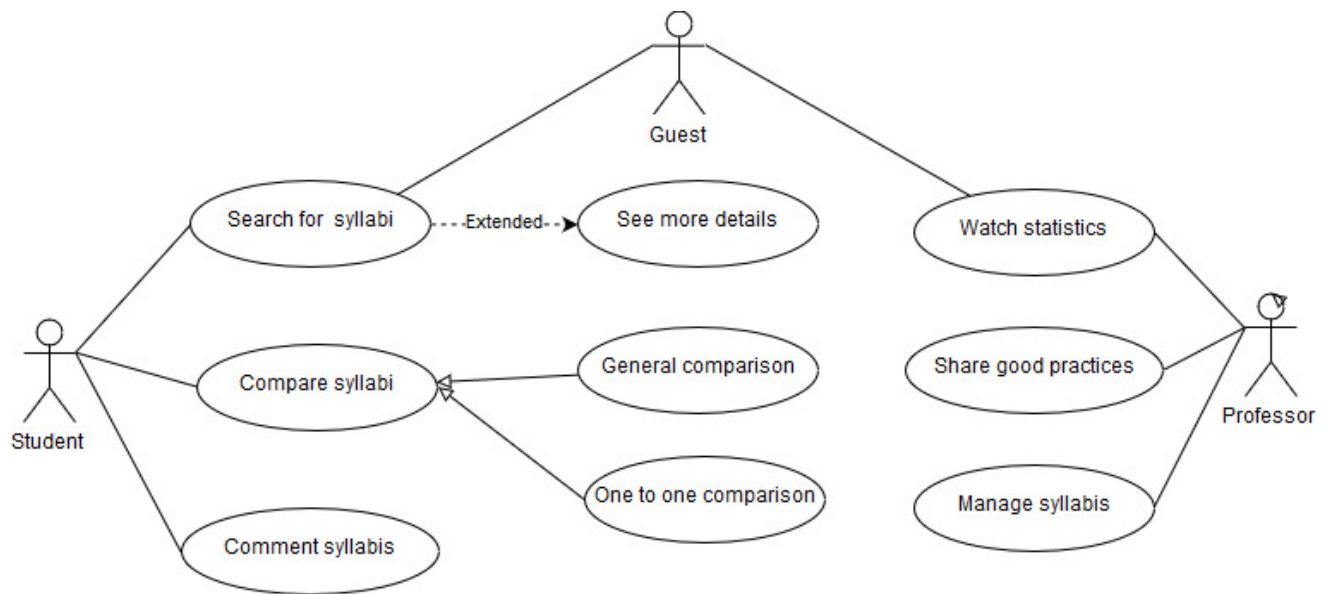 Guest
Search for syllabi
Extended
See more details
Watch statistics
General comparison
Share good practices
Compare syllabi
Student
Professor
One to one comparison
Manage syllabis
Comment syllabis